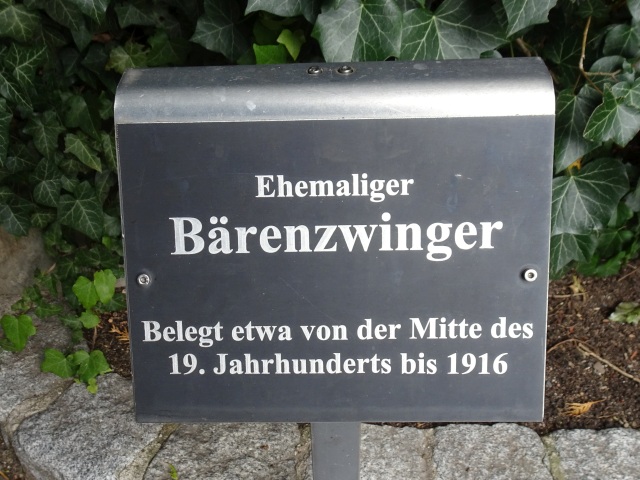 Ehemaliger
Bärenzwinger
Belegt etwa von der Mitte des
19. Jahrhunderts bis 1916